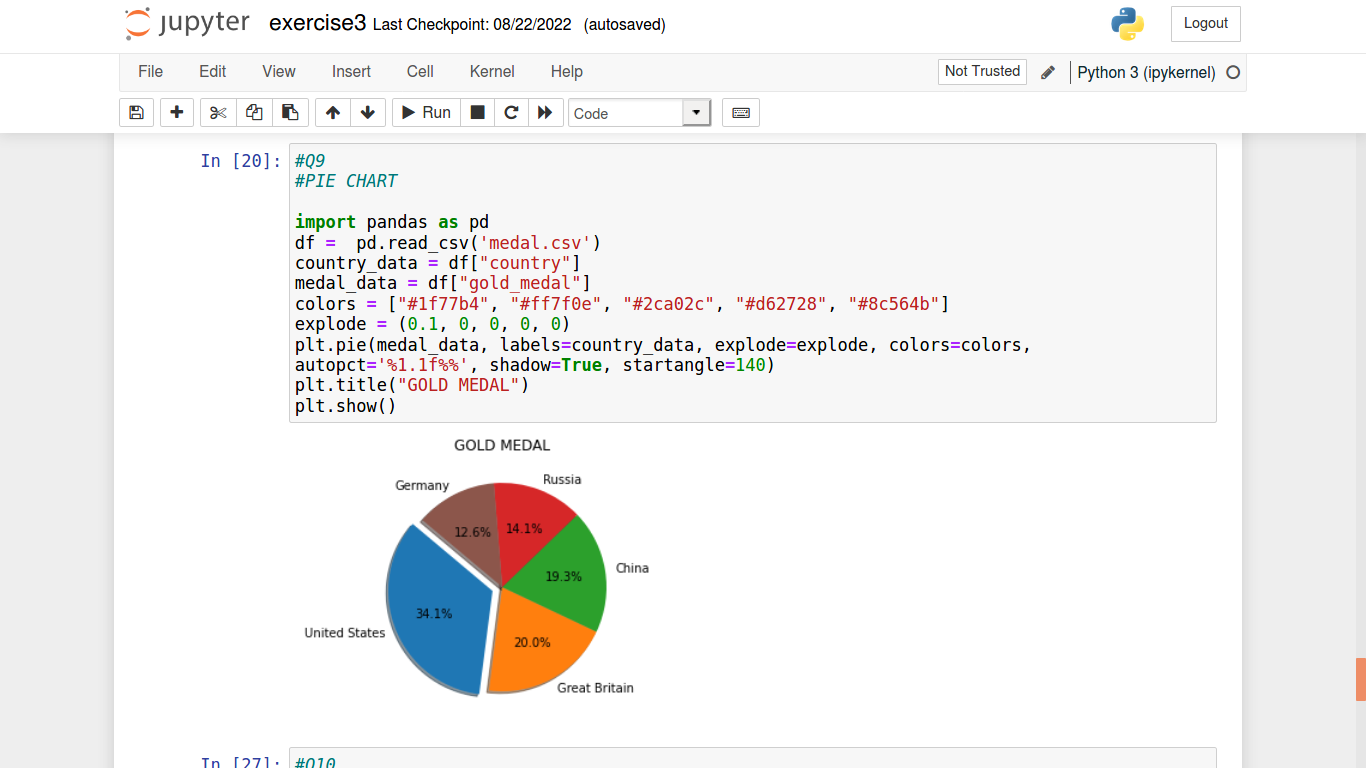 jupyter exercise3 Last Checkpoint: 08/22/2022 (autosaved) Logout
File Edit View Insert Cell Kernel Help Not Trusted Python 3 (ipykernel)
Run Code
In [20]: #Q9
#PIE CHART
import pandas as pd
df =  pd.read_csv('medal.csv')
country_data = df["country"]
medal_data = df["gold_medal"]
colors = ["#1f77b4", "#ff7f0e", "#2ca02c", "#d62728", "#8c564b"]
explode = (0.1, 0, 0, 0, 0)
plt.pie(medal_data, labels=country_data, explode=explode, colors=colors,
autopct='%1.1f%%', shadow=True, startangle=140)
plt.title("GOLD MEDAL")
plt.show()
GOLD MEDAL
Russia
Germany
14.1%
12.6%
China
19.3%
34.1%
United States
20.0%
Great Britain
In [27]: #Q10